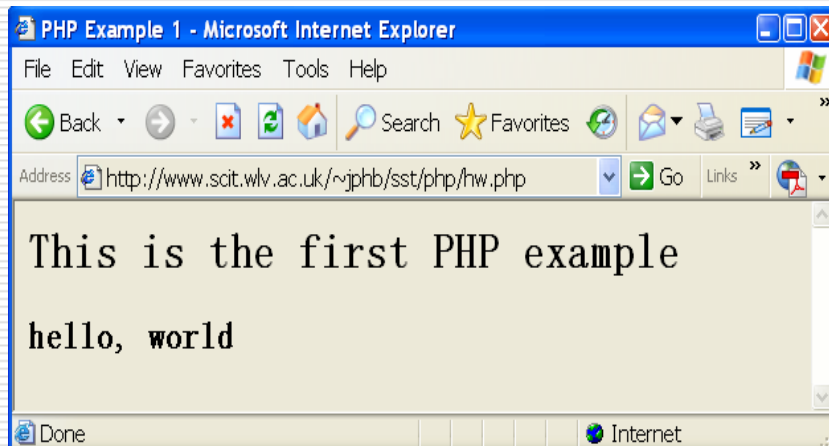 PHP Example 1 - Microsoft Internet Explorer
File Edit View Favorites Tools Help
Back Search Favorites »
Address http://www.scit.wlv.ac.uk/~jphb/sst/php/hw.php Go Links »
This is the first PHP example
hello, world
Done Internet